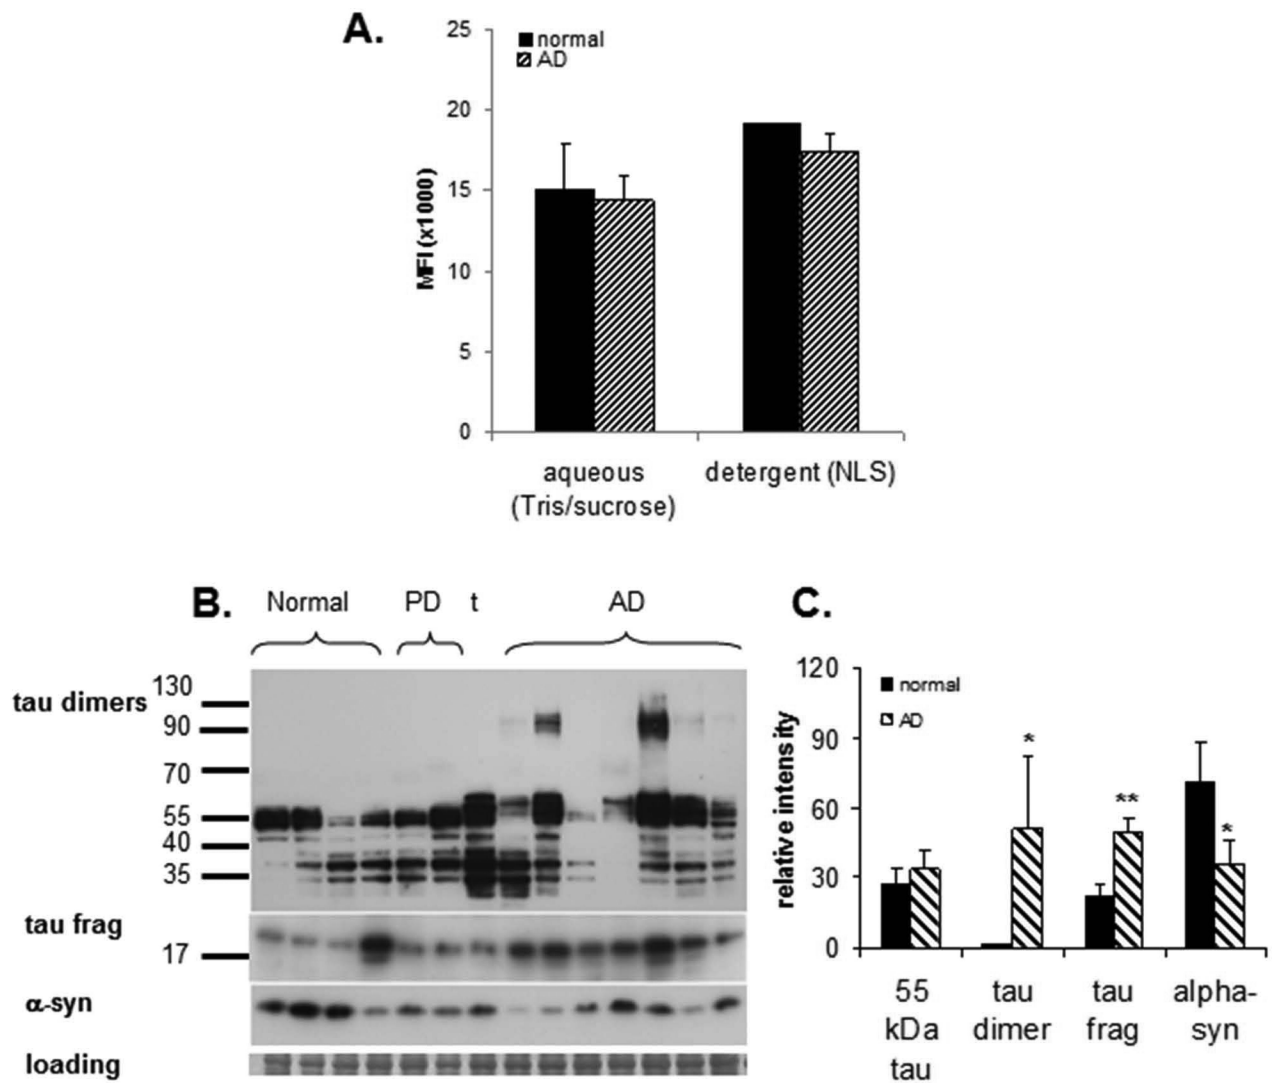 A.
25
20
15
10
5
0
MFI (x1000)
normal
AD
aqueous
(Tris/sucrose)
detergent (NLS)
B.
Normal
PD
t
AD
tau dimers
130
90
70
55
40
35
tau frag
17
α-syn
loading
C.
120
90
60
30
0
relative intensity
normal
AD
*
**
*
55
kDa
tau
tau
dimer
tau
frag
alpha-
syn